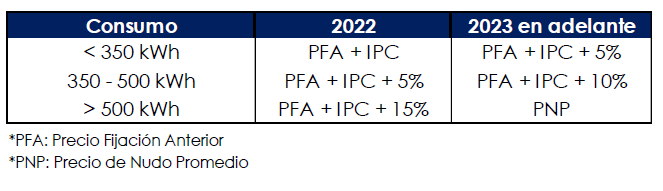 Consumo 2022 2023 en adelante
< 350 kWh PFA + IPC PFA + IPC + 5%
350 - 500 kWh PFA + IPC + 5% PFA + IPC + 10%
> 500 kWh PFA + IPC + 15% PNP
*PFA: Precio Fijación Anterior
*PNP: Precio de Nudo Promedio